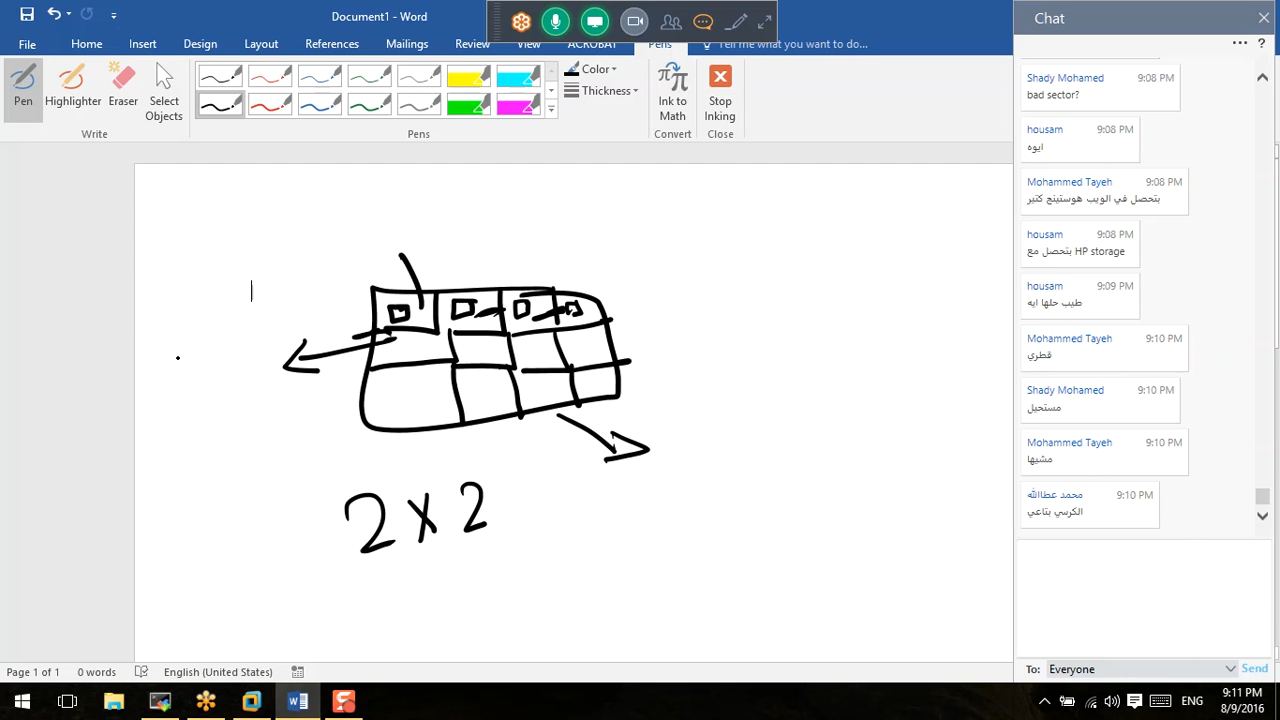 Document1 - Word
File
Home
Insert
Design
Layout
References
Mailings
Review
View
ACROBAT
Pens
Tell me what you want to do...
Pen
Highlighter
Eraser
Select Objects
Color
Thickness
Ink to Math
Stop Inking
Write
Pens
Convert
Close
2 x 2
Chat
Shady Mohamed 9:08 PM
bad sector?
housam 9:08 PM
ايوه
Mohammed Tayeh 9:08 PM
بتحصل في الويب هوستينج كتير
housam 9:08 PM
بتحصل مع HP storage
housam 9:09 PM
طيب حلها ايه
Mohammed Tayeh 9:10 PM
قطري
Shady Mohamed 9:10 PM
مستحيل
Mohammed Tayeh 9:10 PM
مشيها
محمد عطاالله 9:10 PM
الكرسي بتاعي
To: Everyone Send
Page 1 of 1 0 words English (United States)
ENG
9:11 PM
8/9/2016